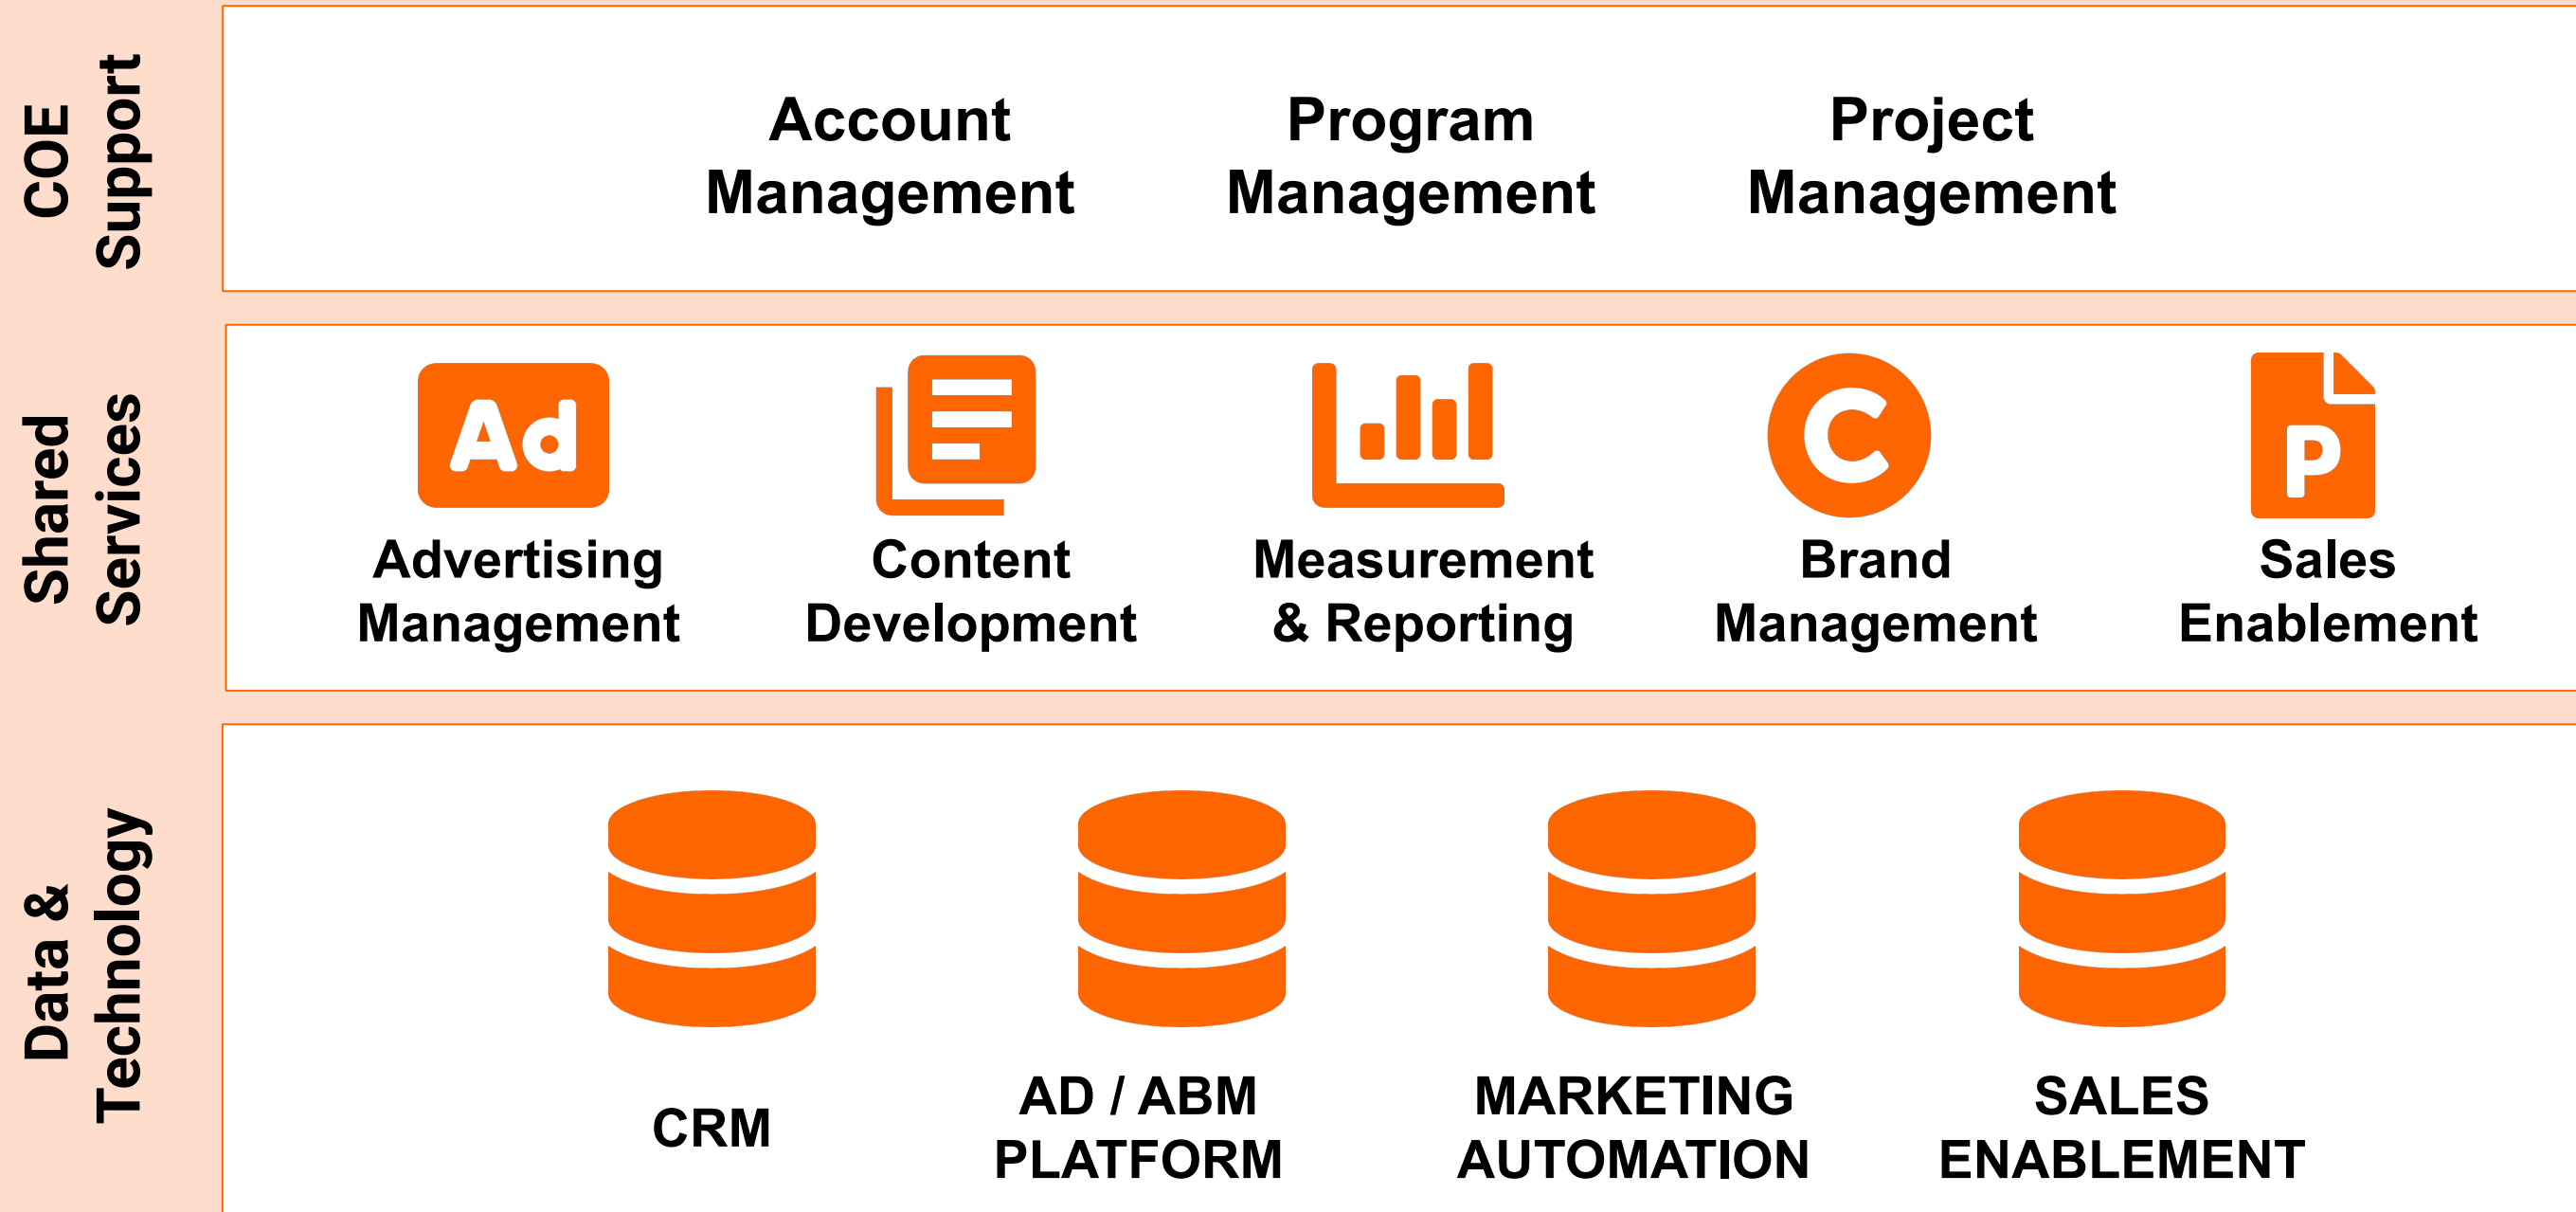 COE
Support
Account
Management
Program
Management
Project
Management
Shared
Services
Ad
Advertising
Management
Content
Development
Measurement
& Reporting
C
Brand
Management
P
Sales
Enablement
Data &
Technology
CRM
AD / ABM
PLATFORM
MARKETING
AUTOMATION
SALES
ENABLEMENT